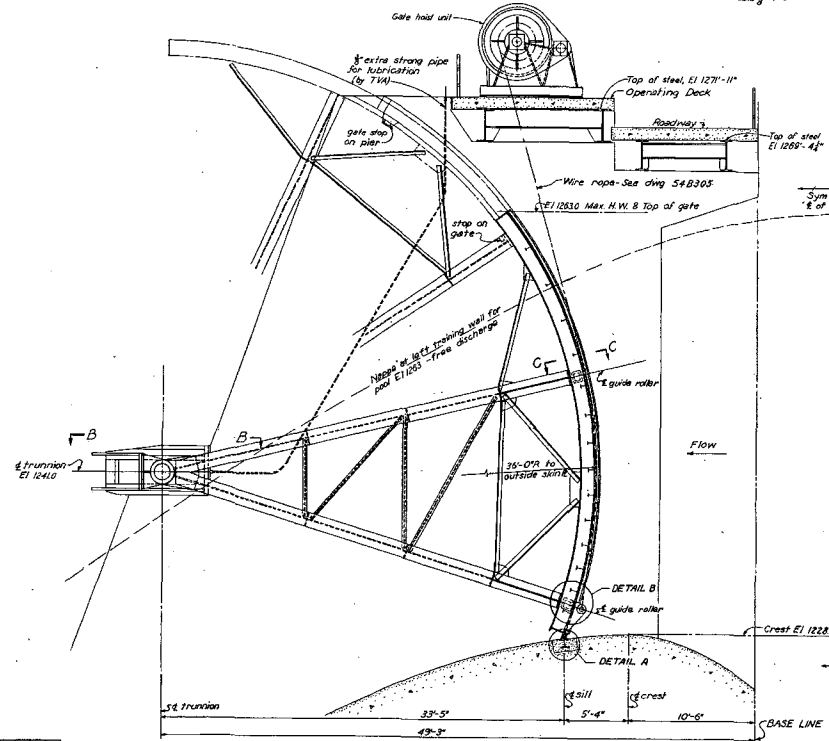 Gate hoist unit
extra strong pipe
for lubrication
(by TVA)
gate stop
on pier
Top of steel, El 1271'-11"
Operating Deck
Roadway
Top of steel
El 1269'-4¼"
Wire rope-See dwg 54B305
Sym
₵ of
El 1263.0 Max. H.W. & Top of gate
stop on
gate
Nappe at left training wall for
pool El 1263 -free discharge
C
C
₵ guide roller
B
B
₵ trunnion
El 1241.0
Flow
36'-0"R to
outside skin ₧
DETAIL B
₵ guide roller
Crest El 1228
DETAIL A
₵ trunnion
₵ sill
₵ crest
33'-5"
5'-4"
10'-6"
BASE LINE
49'-3"